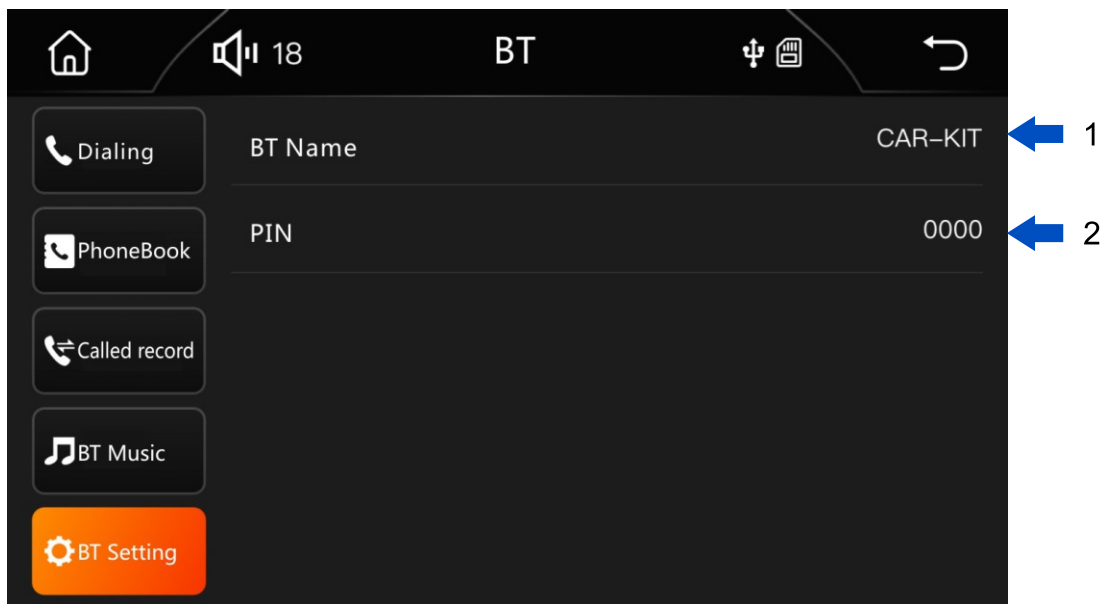 18 BT
Dialing
BT Name CAR–KIT 1
PhoneBook
PIN 0000 2
Called record
BT Music
BT Setting